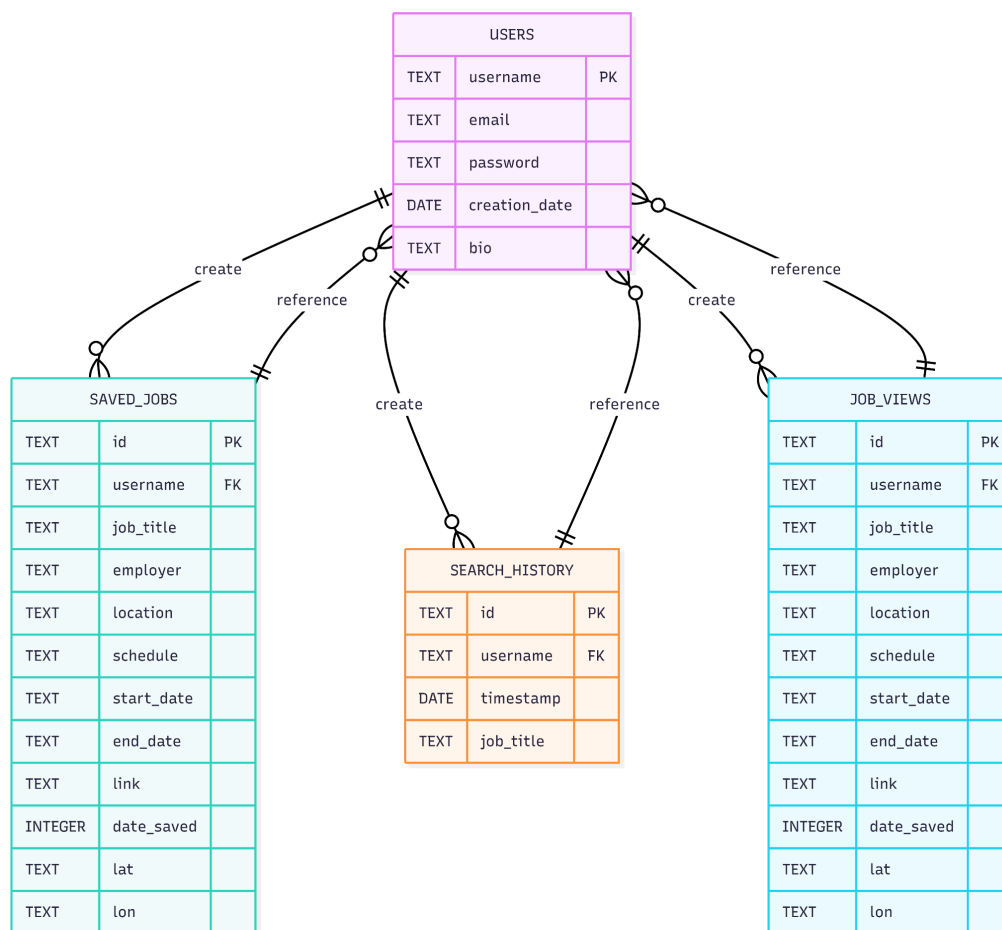 USERS
TEXT username PK
TEXT email
TEXT password
DATE creation_date
TEXT bio
create
reference
create
reference
create
reference
SAVED_JOBS
TEXT id PK
TEXT username FK
TEXT job_title
TEXT employer
TEXT location
TEXT schedule
TEXT start_date
TEXT end_date
TEXT link
INTEGER date_saved
TEXT lat
TEXT lon
SEARCH_HISTORY
TEXT id PK
TEXT username FK
DATE timestamp
TEXT job_title
JOB_VIEWS
TEXT id PK
TEXT username FK
TEXT job_title
TEXT employer
TEXT location
TEXT schedule
TEXT start_date
TEXT end_date
TEXT link
INTEGER date_saved
TEXT lat
TEXT lon